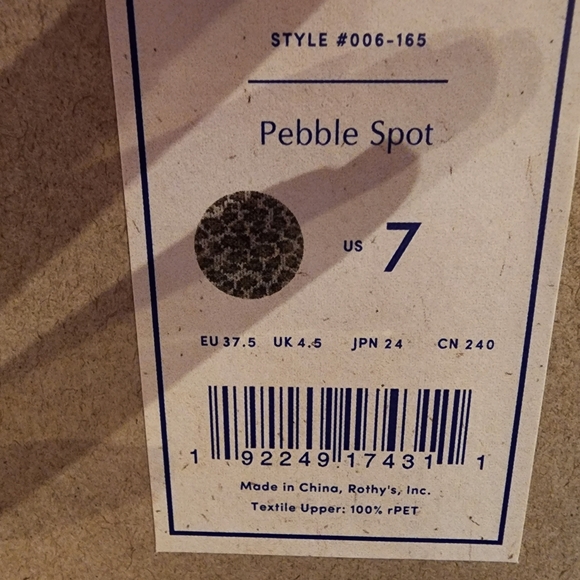 STYLE #006-165
Pebble Spot
US 7
EU 37.5 UK 4.5 JPN 24 CN 240
1 92249 17431 1
Made in China, Rothy's, Inc.
Textile Upper: 100% rPET